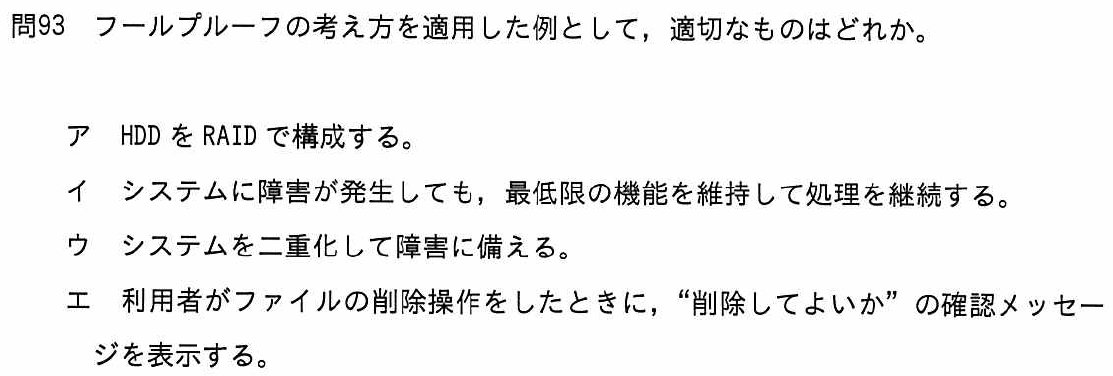 問93　フールプルーフの考え方を適用した例として，適切なものはどれか。
ア　HDD を RAID で構成する。
イ　システムに障害が発生しても，最低限の機能を維持して処理を継続する。
ウ　システムを二重化して障害に備える。
エ　利用者がファイルの削除操作をしたときに，“削除してよいか” の確認メッセー
ジを表示する。